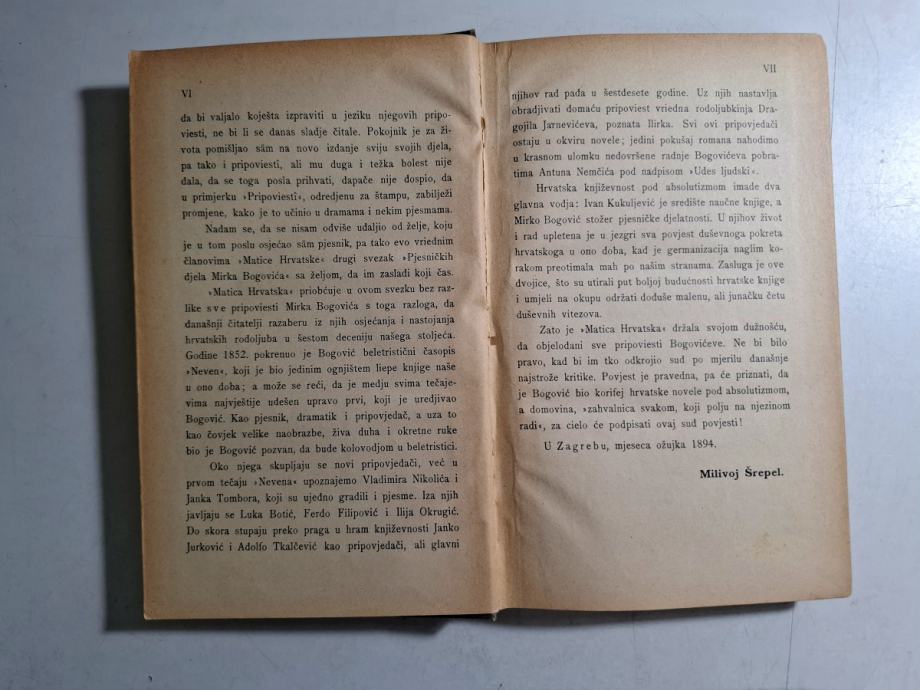 VI
da bi valjalo koješta izpraviti u jeziku njegovih pripo-
viesti, ne bi li se danas sladje čitale. Pokojnik je za ži-
vota pomišljao sâm na novo izdanje sviju svojih djela,
pa tako i pripoviesti, ali mu duga i težka bolest nije
dala, da se toga posla prihvati, dapače nije dospio, da
u primjerku »Pripoviestî«, odredjenu za štampu, zabilježi
promjene, kako je to učinio u dramama i nekim pjesmama.
Nadam se, da se nisam odviše udaljio od želje, koju
je u tom poslu osjećao sâm pjesnik, pa tako evo vriednim
članovima »Matice Hrvatske« drugi svezak »Pjesničkih
djela Mirka Bogovića« sa željom, da im zasladi koji čas.
»Matica Hrvatska« priobćuje u ovom svezku bez raz-
like sve pripoviesti Mirka Bogovića s toga razloga, da
današnji čitatelji razaberu iz njih osjećanja i nastojanja
hrvatskih rodoljuba u šestom deceniju našega stoljeća.
Godine 1852. pokrenuo je Bogović beletristični časopis
»Neven«, koji je bio jedinim ognjištem liepe knjige naše
u ono doba; a može se reći, da je medju svima tečaje-
vima najvještije udešen upravo prvi, koji je uredjivao
Bogović. Kao pjesnik, dramatik i pripovjedač, a uza to
kao čovjek velike naobrazbe, živa duha i okretne ruke
bio je Bogović pozvan, da bude kolovodjom u beletristici.
Oko njega skupljaju se novi pripovjedači, već u
prvom tečaju »Nevena« upoznajemo Vladimira Nikolića i
Janka Tombora, koji su ujedno gradili i pjesme. Iza njih
javljaju se Luka Botić, Ferdo Filipović i Ilija Okrugić.
Do skora stupaju preko praga u hram književnosti Janko
Jurković i Adolfo Tkalčević kao pripovjedači, ali glavni
VII
njihov rad pada u šestdesete godine. Uz njih nastavlja
obradjivati domaću pripoviest vriedna rodoljubkinja Dra-
gojila Jarnevićeva, poznata Ilirka. Svi ovi pripovjedači
ostaju u okviru novele; jedini pokušaj romana nahodimo
u krasnom ulomku nedovršene radnje Bogovićeva pobra-
tima Antuna Nemčića pod nadpisom »Udes ljudski«.
Hrvatska književnost pod absolutizmom imade dva
glavna vodja: Ivan Kukuljević je središte naučne knjige, a
Mirko Bogović stožer pjesničke djelatnosti. U njihov život
i rad upletena je u jezgri sva povjest duševnoga pokreta
hrvatskoga u ono doba, kad je germanizacija naglim ko-
rakom preotimala mah po našim stranama. Zasluga je ove
dvojice, što su utirali put boljoj budućnosti hrvatske knjige
i umjeli na okupu održati doduše malenu, ali junačku četu
duševnih vitezova.
Zato je »Matica Hrvatska« držala svojom dužnošću,
da objelodani sve pripoviesti Bogovićeve. Ne bi bilo
pravo, kad bi im tko odkrojio sud po mjerilu današnje
najstrože kritike. Povjest je pravedna, pa će priznati, da
je Bogović bio korifej hrvatske novele pod absolutizmom,
a domovina, »zahvalnica svakom, koji polju na njezinom
radi«, za cielo će podpisati ovaj sud povjesti!
U Zagrebu, mjeseca ožujka 1894.
Milivoj Šrepel.